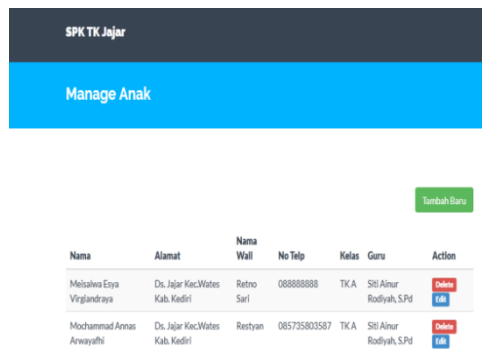 SPK TK Jajar
Manage Anak
Tambah Baru
Nama Alamat Nama Wali No Telp Kelas Guru Action
Meisalwa Esya Virgiandraya Ds. Jajar Kec.Wates Kab. Kediri Retno Sari 088888888 TK A Siti Ainur Rodiyah, S.Pd Delete Edit
Mochammad Annas Arwayafhi Ds. Jajar Kec.Wates Kab. Kediri Restyan 085735803587 TK A Siti Ainur Rodiyah, S.Pd Delete Edit